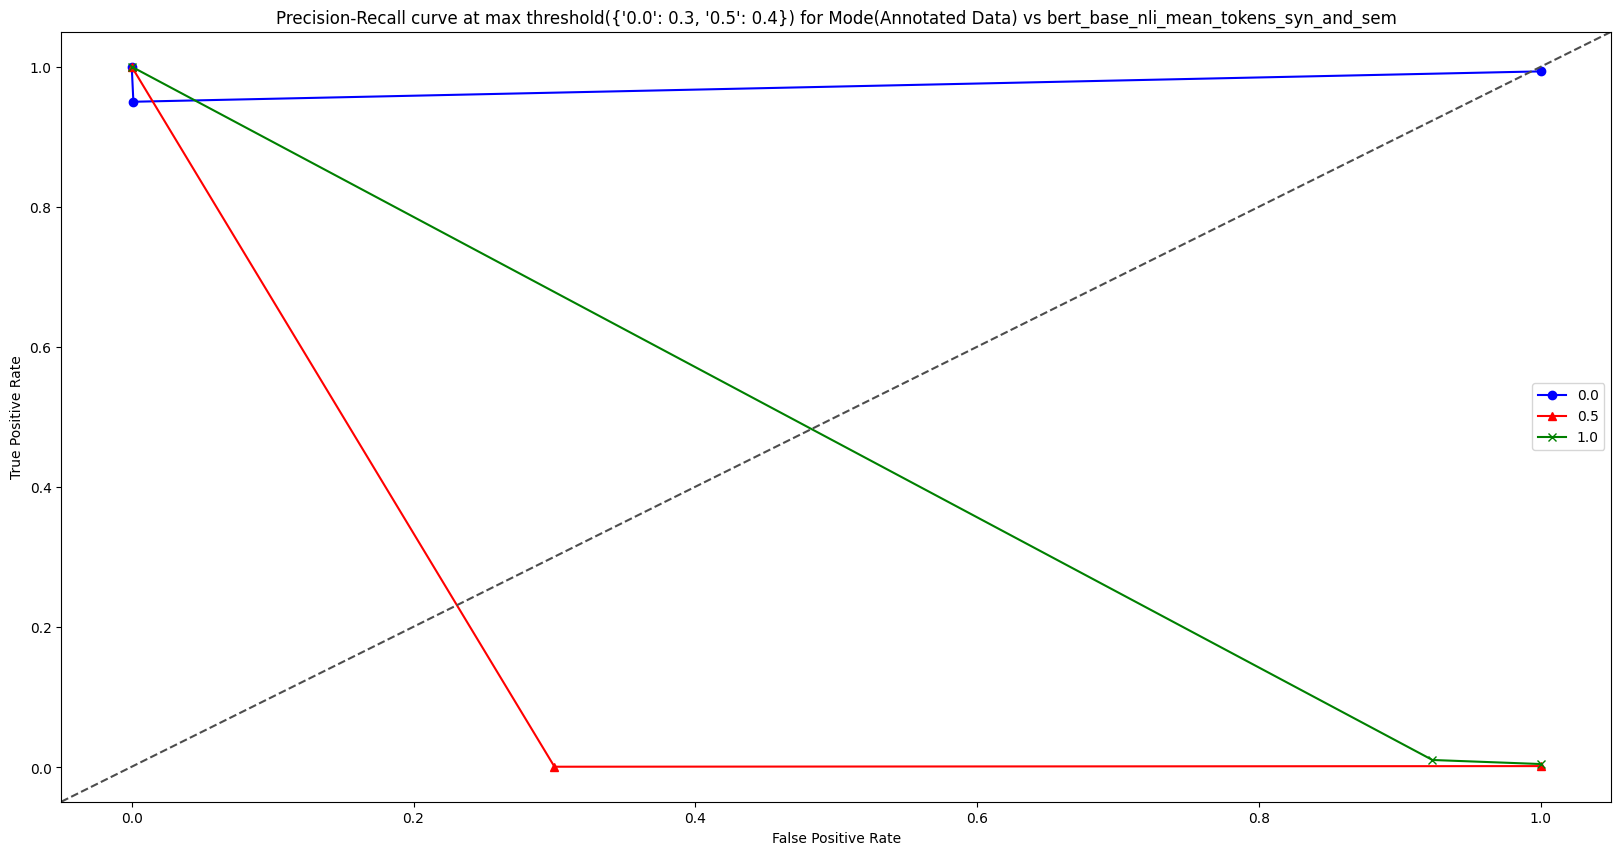 Precision-Recall curve at max threshold({'0.0': 0.3, '0.5': 0.4}) for Mode(Annotated Data) vs bert_base_nli_mean_tokens_syn_and_sem
True Positive Rate
1.0
0.8
0.6
0.4
0.2
0.0
0.0
0.5
1.0
0.0 0.2 0.4 0.6 0.8 1.0
False Positive Rate